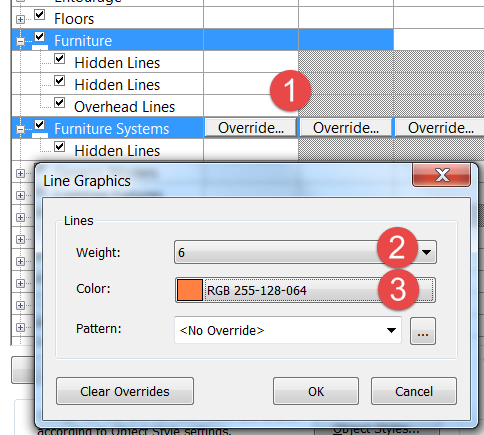 Entourage
Floors
Furniture
Hidden Lines
Hidden Lines
Overhead Lines
1
Furniture Systems Override... Override... Override...
Hidden Lines
Line Graphics
Lines
Weight: 6 2
Color: RGB 255-128-064 3
Pattern: <No Override> ...
Clear Overrides OK Cancel
according to Object Style settings. Object Styles...